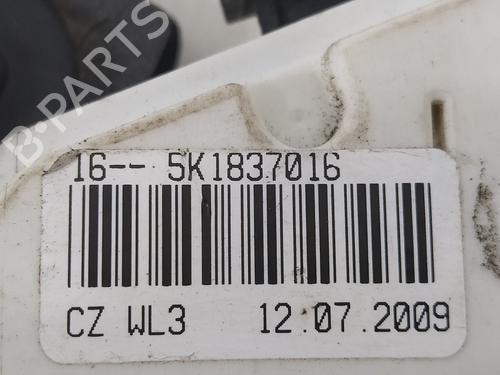 B-PARTS
16-- 5K1837016
CZ WL3 12.07.2009